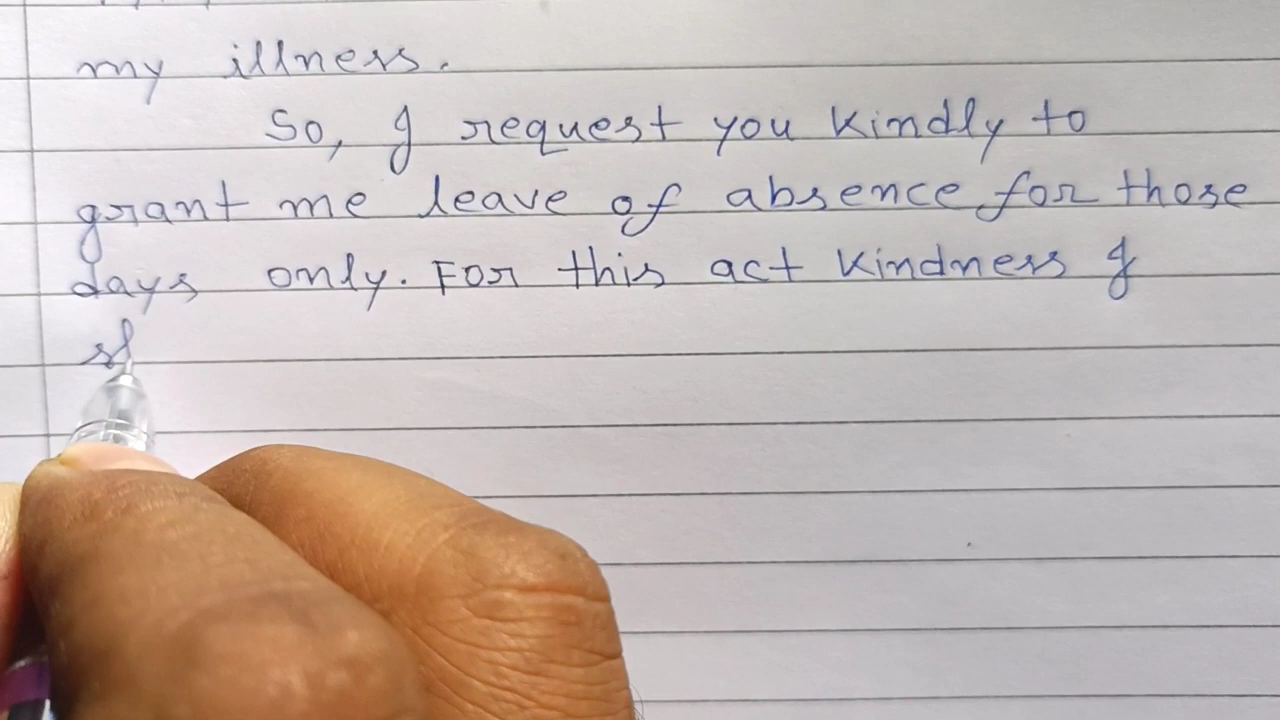 my illness.
So, I request you kindly to
grant me leave of absence for those
days only. For this act kindness I
sh